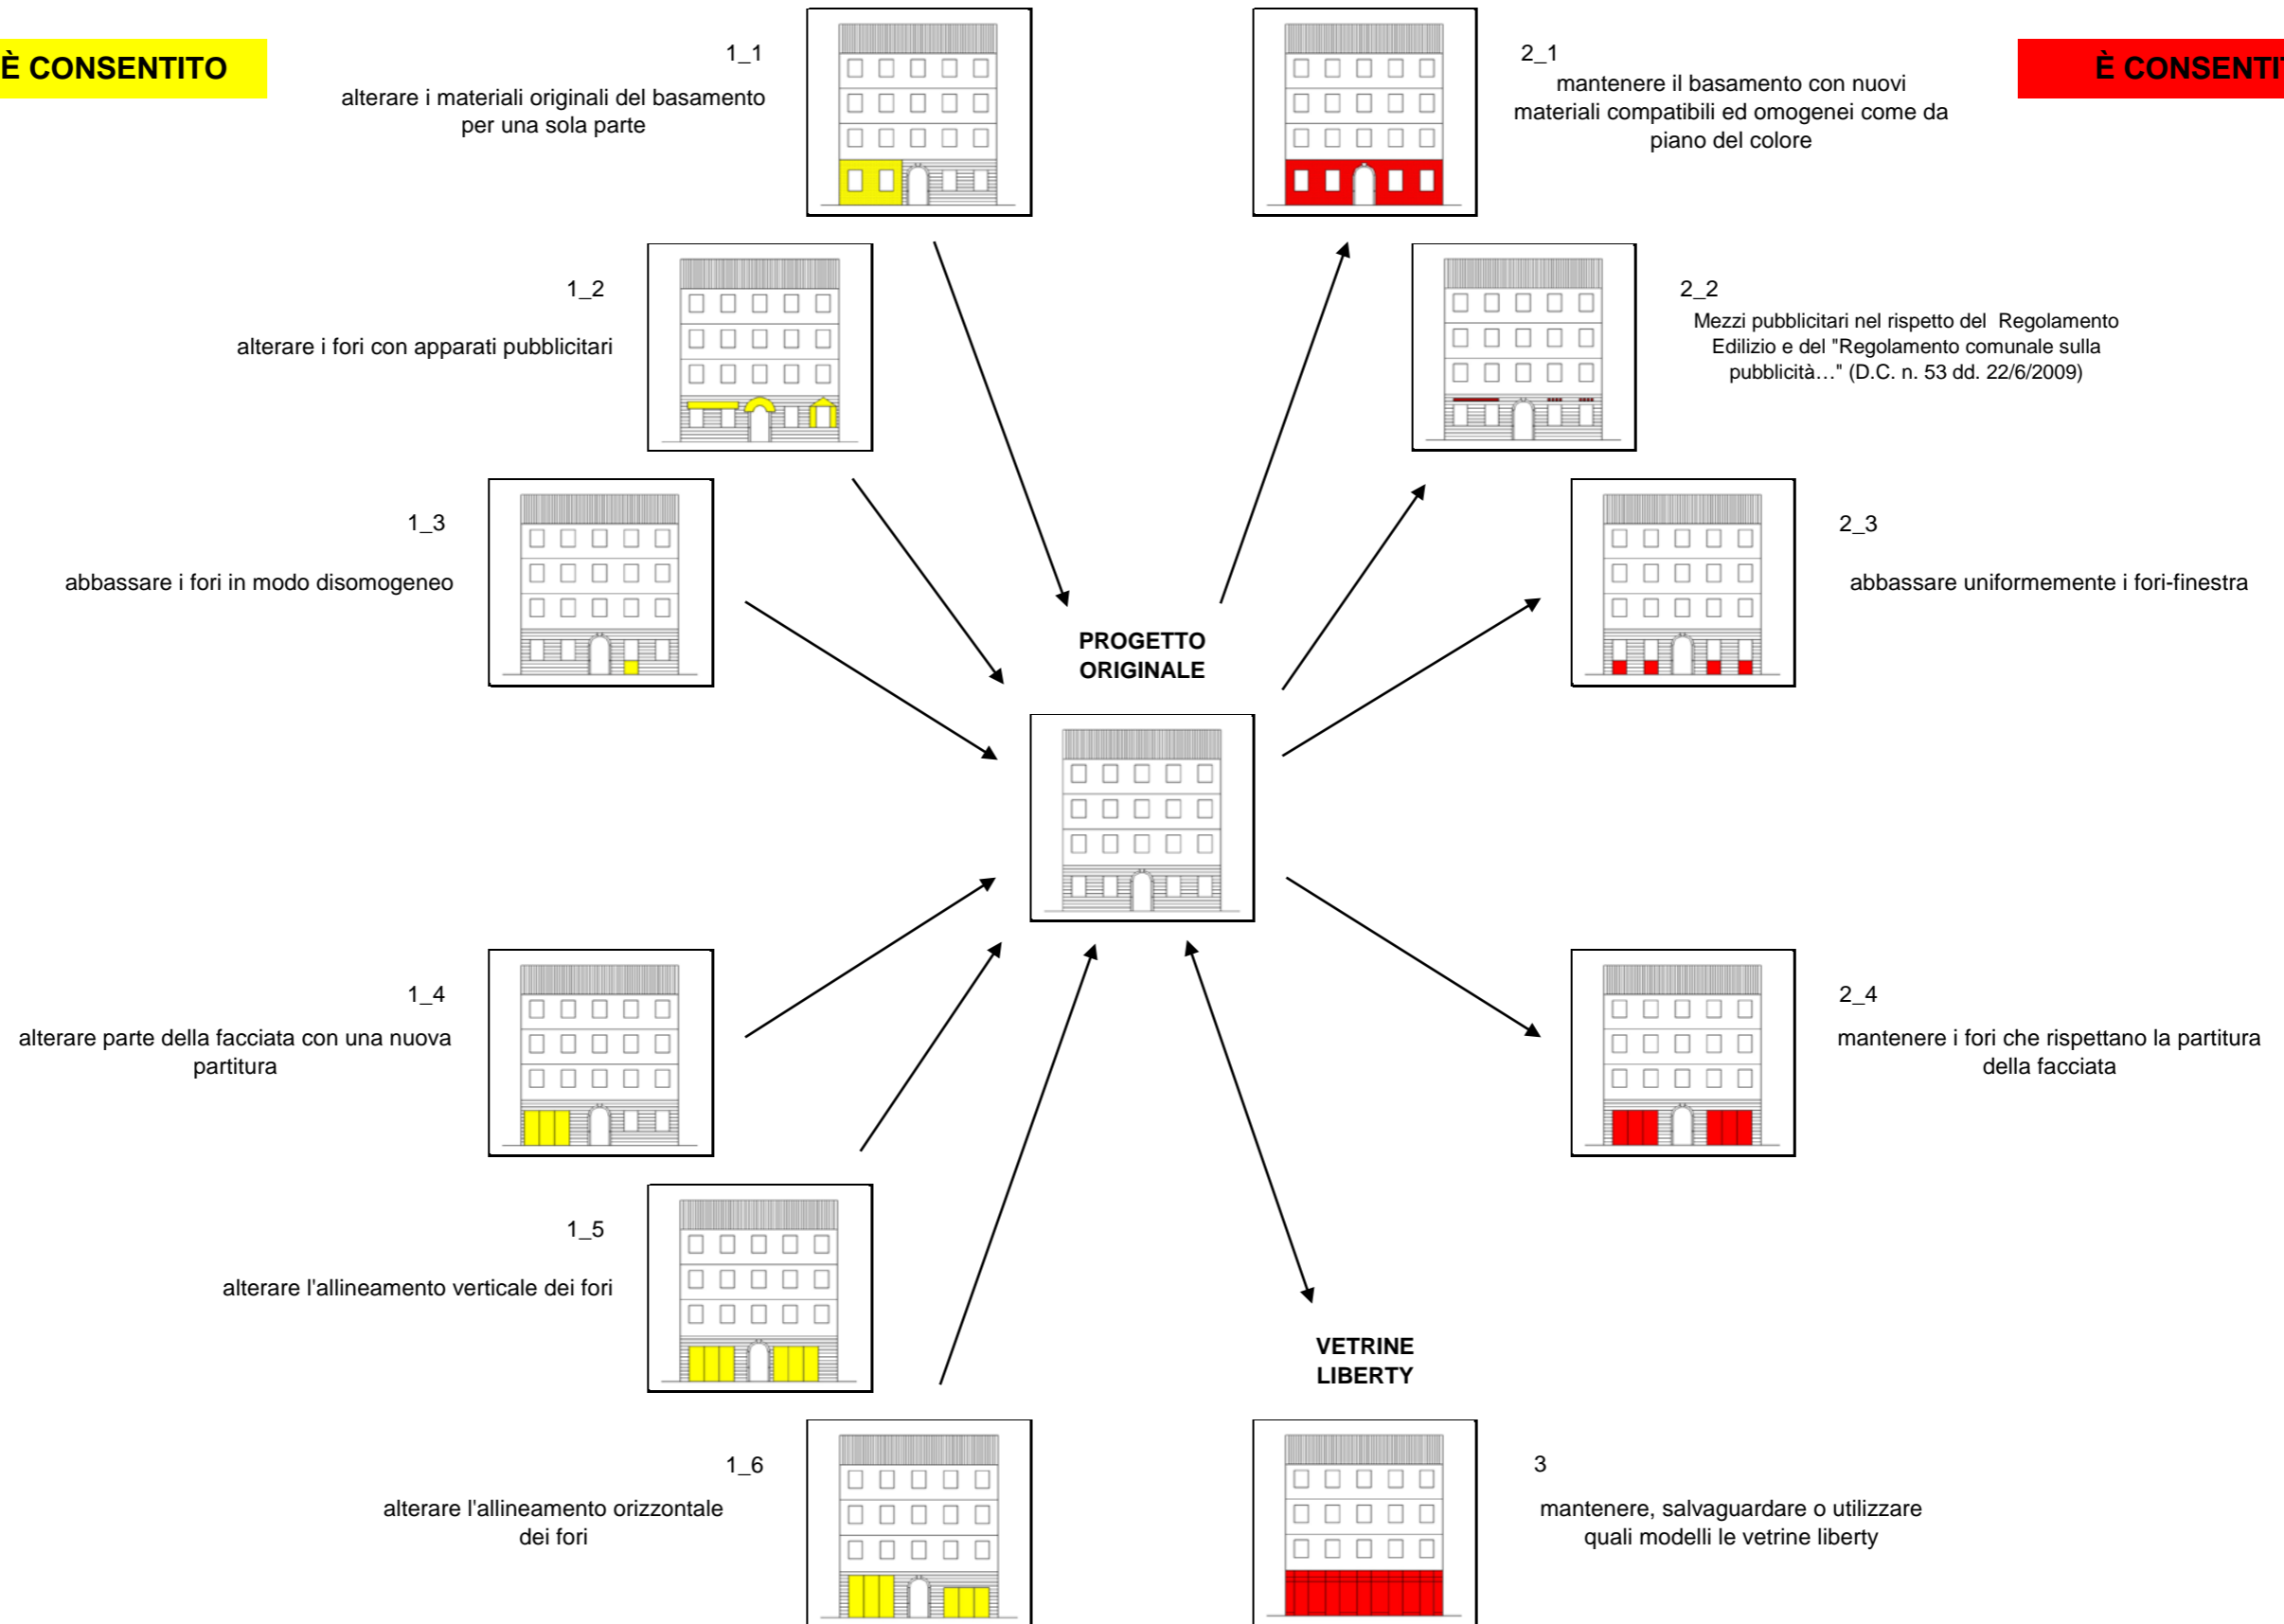 È CONSENTITO
1_1
alterare i materiali originali del basamento
per una sola parte
2_1
mantenere il basamento con nuovi
materiali compatibili ed omogenei come da
piano del colore
È CONSENTIT
1_2
alterare i fori con apparati pubblicitari
2_2
Mezzi pubblicitari nel rispetto del Regolamento
Edilizio e del "Regolamento comunale sulla
pubblicità…" (D.C. n. 53 dd. 22/6/2009)
1_3
abbassare i fori in modo disomogeneo
2_3
abbassare uniformemente i fori-finestra
PROGETTO
ORIGINALE
1_4
alterare parte della facciata con una nuova
partitura
2_4
mantenere i fori che rispettano la partitura
della facciata
1_5
alterare l'allineamento verticale dei fori
VETRINE
LIBERTY
1_6
alterare l'allineamento orizzontale
dei fori
3
mantenere, salvaguardare o utilizzare
quali modelli le vetrine liberty